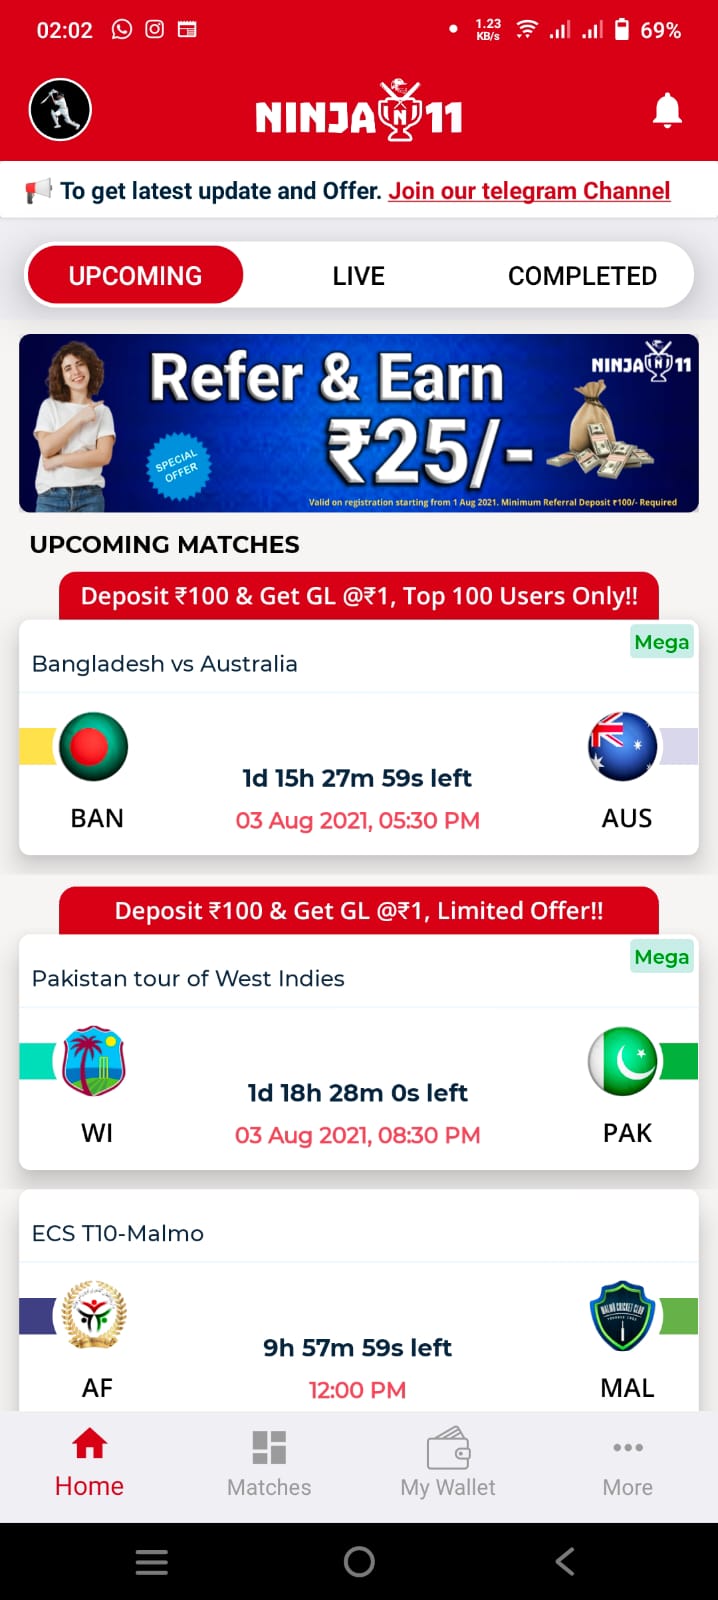 02:02
1.23
KB/s
69%
NINJA 11
To get latest update and Offer. Join our telegram Channel
UPCOMING
LIVE
COMPLETED
Refer & Earn
₹25/-
NINJA 11
SPECIAL
OFFER
Valid on registration starting from 1 Aug 2021. Minimum Referral Deposit ₹100/- Required
UPCOMING MATCHES
Deposit ₹100 & Get GL @₹1, Top 100 Users Only!!
Mega
Bangladesh vs Australia
1d 15h 27m 59s left
BAN
03 Aug 2021, 05:30 PM
AUS
Deposit ₹100 & Get GL @₹1, Limited Offer!!
Mega
Pakistan tour of West Indies
1d 18h 28m 0s left
WI
03 Aug 2021, 08:30 PM
PAK
ECS T10-Malmo
MALMO CRICKET CLUB
9h 57m 59s left
AF
12:00 PM
MAL
Home
Matches
My Wallet
More